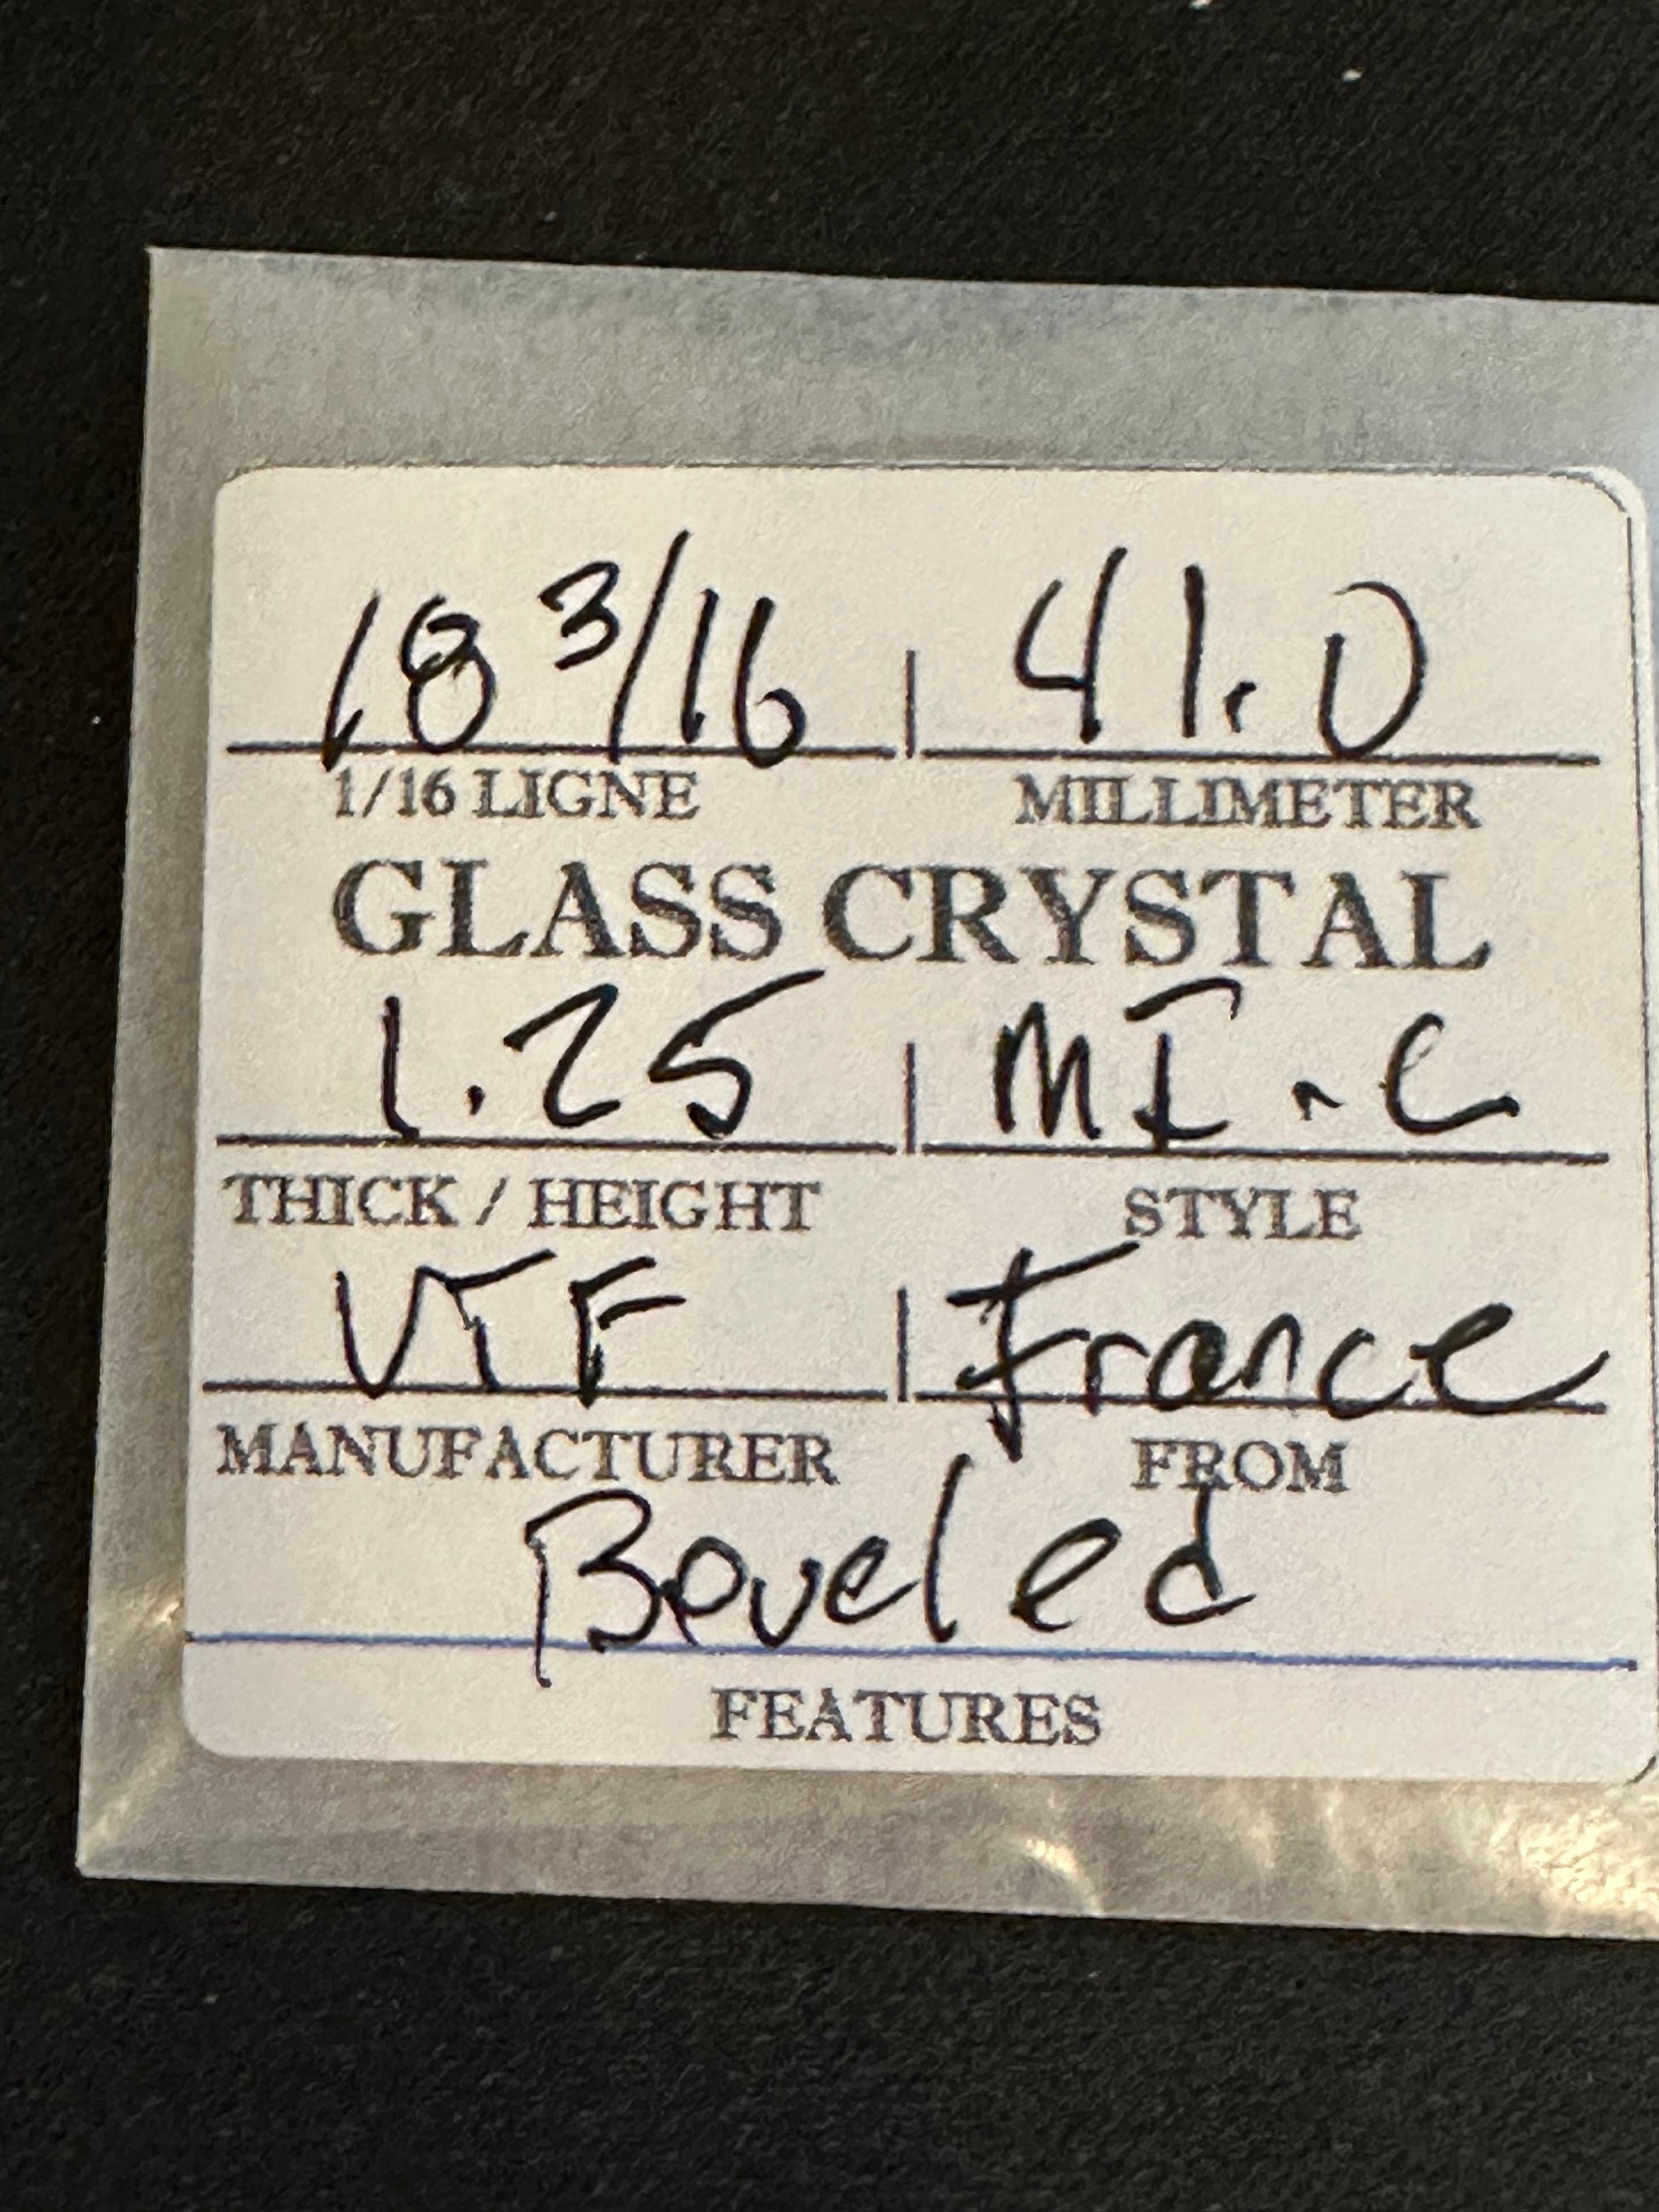 18 3/16 | 41.0
1/16 LIGNE MILLIMETER
GLASS CRYSTAL
1.25 | MI-C
THICK / HEIGHT STYLE
VTF | France
MANUFACTURER FROM
Beveled
FEATURES